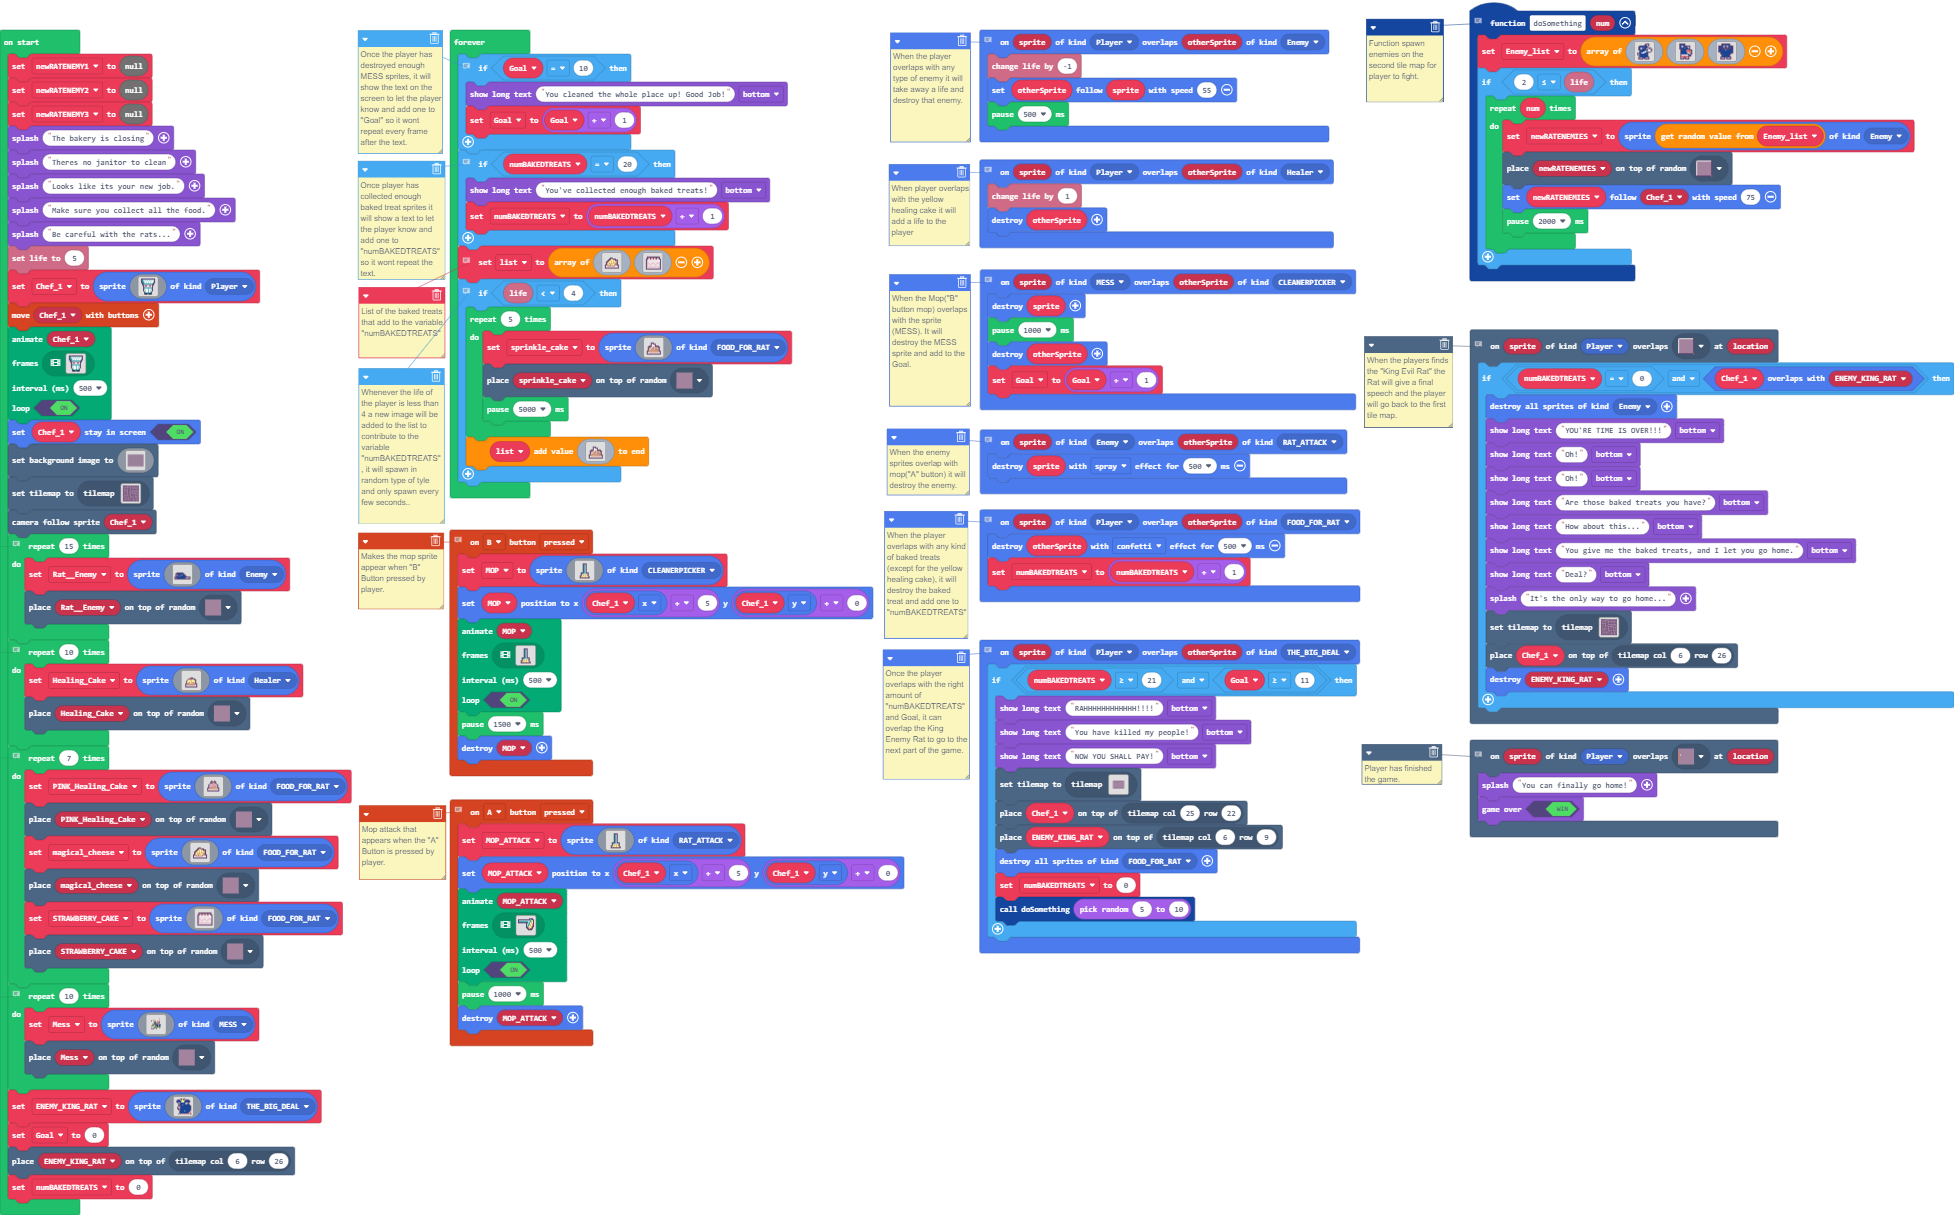 on start
set newRATENEMY1 to null
set newRATENEMY2 to null
set newRATENEMY3 to null
splash "The bakery is closing"
splash "Theres no janitor to clean"
splash "Looks like its your new job."
splash "Make sure you collect all the food."
splash "Be careful with the rats..."
set life to 5
set Chef_1 to sprite of kind Player
move Chef_1 with buttons
animate Chef_1
frames
interval (ms) 500
loop ON
set Chef_1 stay in screen ON
set background image to
set tilemap to tilemap
camera follow sprite Chef_1
repeat 15 times
do
set Rat__Enemy to sprite of kind Enemy
place Rat__Enemy on top of random
repeat 10 times
do
set Healing_Cake to sprite of kind Healer
place Healing_Cake on top of random
repeat 7 times
do
set PINK_Healing_Cake to sprite of kind FOOD_FOR_RAT
place PINK_Healing_Cake on top of random
set magical_cheese to sprite of kind FOOD_FOR_RAT
place magical_cheese on top of random
set STRAWBERRY_CAKE to sprite of kind FOOD_FOR_RAT
place STRAWBERRY_CAKE on top of random
repeat 10 times
do
set Mess to sprite of kind MESS
place Mess on top of random
set ENEMY_KING_RAT to sprite of kind THE_BIG_DEAL
set Goal to 0
place ENEMY_KING_RAT on top of tilemap col 6 row 26
set numBAKEDTREATS to 0
Once the player has
destroyed enough
MESS sprites, it will
show the text on the
screen to let the player
know and add one to
"Goal" so it wont
repeat every frame
after the text.
Once player has
collected enough
baked treat sprites it
will show a text to let
the player know and
add one to
"numBAKEDTREATS"
so it wont repeat the
text.
List of the baked treats
that add to the variable
"numBAKEDTREATS"
Whenever the life of
the player is less than
4 a new image will be
added to the list to
contribute to the
variable
"numBAKEDTREATS"
, it will spawn in
random type of tyle
and only spawn every
few seconds..
forever
if Goal = 10 then
show long text "You cleaned the whole place up! Good Job!" bottom
set Goal to Goal + 1
if numBAKEDTREATS = 20 then
show long text "You've collected enough baked treats!" bottom
set numBAKEDTREATS to numBAKEDTREATS + 1
set list to array of
if life < 4 then
repeat 5 times
do
set sprinkle_cake to sprite of kind FOOD_FOR_RAT
place sprinkle_cake on top of random
pause 5000 ms
list add value to end
Makes the mop sprite
appear when "B"
Button pressed by
player.
on B button pressed
set MOP to sprite of kind CLEANERPICKER
set MOP position to x Chef_1 x + 5 y Chef_1 y + 0
animate MOP
frames
interval (ms) 500
loop ON
pause 1500 ms
destroy MOP
Mop attack that
appears when the "A"
Button is pressed by
player.
on A button pressed
set MOP_ATTACK to sprite of kind RAT_ATTACK
set MOP_ATTACK position to x Chef_1 x + 5 y Chef_1 y + 0
animate MOP_ATTACK
frames
interval (ms) 500
loop ON
pause 1000 ms
destroy MOP_ATTACK
When the player
overlaps with any
type of enemy it will
take away a life and
destroy that enemy.
on sprite of kind Player overlaps otherSprite of kind Enemy
change life by -1
set otherSprite follow sprite with speed 55
pause 500 ms
When player overlaps
with the yellow
healing cake it will
add a life to the
player
on sprite of kind Player overlaps otherSprite of kind Healer
change life by 1
destroy otherSprite
When the Mop("B"
button mop) overlaps
with the sprite
(MESS). It will
destroy the MESS
sprite and add to the
Goal.
on sprite of kind MESS overlaps otherSprite of kind CLEANERPICKER
destroy sprite
pause 1000 ms
destroy otherSprite
set Goal to Goal + 1
When the enemy
sprites overlap with
mop("A" button) it will
destroy the enemy.
on sprite of kind Enemy overlaps otherSprite of kind RAT_ATTACK
destroy sprite with spray effect for 500 ms
When the player
overlaps with any kind
of baked treats
(except for the yellow
healing cake), it will
destroy the baked
treat and add one to
"numBAKEDTREATS"
on sprite of kind Player overlaps otherSprite of kind FOOD_FOR_RAT
destroy otherSprite with confetti effect for 500 ms
set numBAKEDTREATS to numBAKEDTREATS + 1
Once the player
overlaps with the right
amount of
"numBAKEDTREATS"
and Goal, it can
overlap the King
Enemy Rat to go to the
next part of the game.
on sprite of kind Player overlaps otherSprite of kind THE_BIG_DEAL
if numBAKEDTREATS ≥ 21 and Goal ≥ 11 then
show long text "RAHHHHHHHHHHHH!!!!" bottom
show long text "You have killed my people!" bottom
show long text "NOW YOU SHALL PAY!" bottom
set tilemap to tilemap
place Chef_1 on top of tilemap col 25 row 22
place ENEMY_KING_RAT on top of tilemap col 6 row 9
destroy all sprites of kind FOOD_FOR_RAT
set numBAKEDTREATS to 0
call doSomething pick random 5 to 10
Function spawn
enemies on the
second tile map for
player to fight.
function doSomething num
set Enemy_list to array of
if 2 ≤ life then
repeat num times
do
set newRATENEMIES to sprite get random value from Enemy_list of kind Enemy
place newRATENEMIES on top of random
set newRATENEMIES follow Chef_1 with speed 75
pause 2000 ms
When the players finds
the "King Evil Rat" the
Rat will give a final
speech and the player
will go back to the first
tile map.
on sprite of kind Player overlaps at location
if numBAKEDTREATS = 0 and Chef_1 overlaps with ENEMY_KING_RAT then
destroy all sprites of kind Enemy
show long text "YOU'RE TIME IS OVER!!!" bottom
show long text "Oh!" bottom
show long text "Oh!" bottom
show long text "Are those baked treats you have?" bottom
show long text "How about this..." bottom
show long text "You give me the baked treats, and I let you go home." bottom
show long text "Deal?" bottom
splash "It's the only way to go home..."
set tilemap to tilemap
place Chef_1 on top of tilemap col 6 row 26
destroy ENEMY_KING_RAT
Player has finished
the game.
on sprite of kind Player overlaps at location
splash "You can finally go home!"
game over WIN